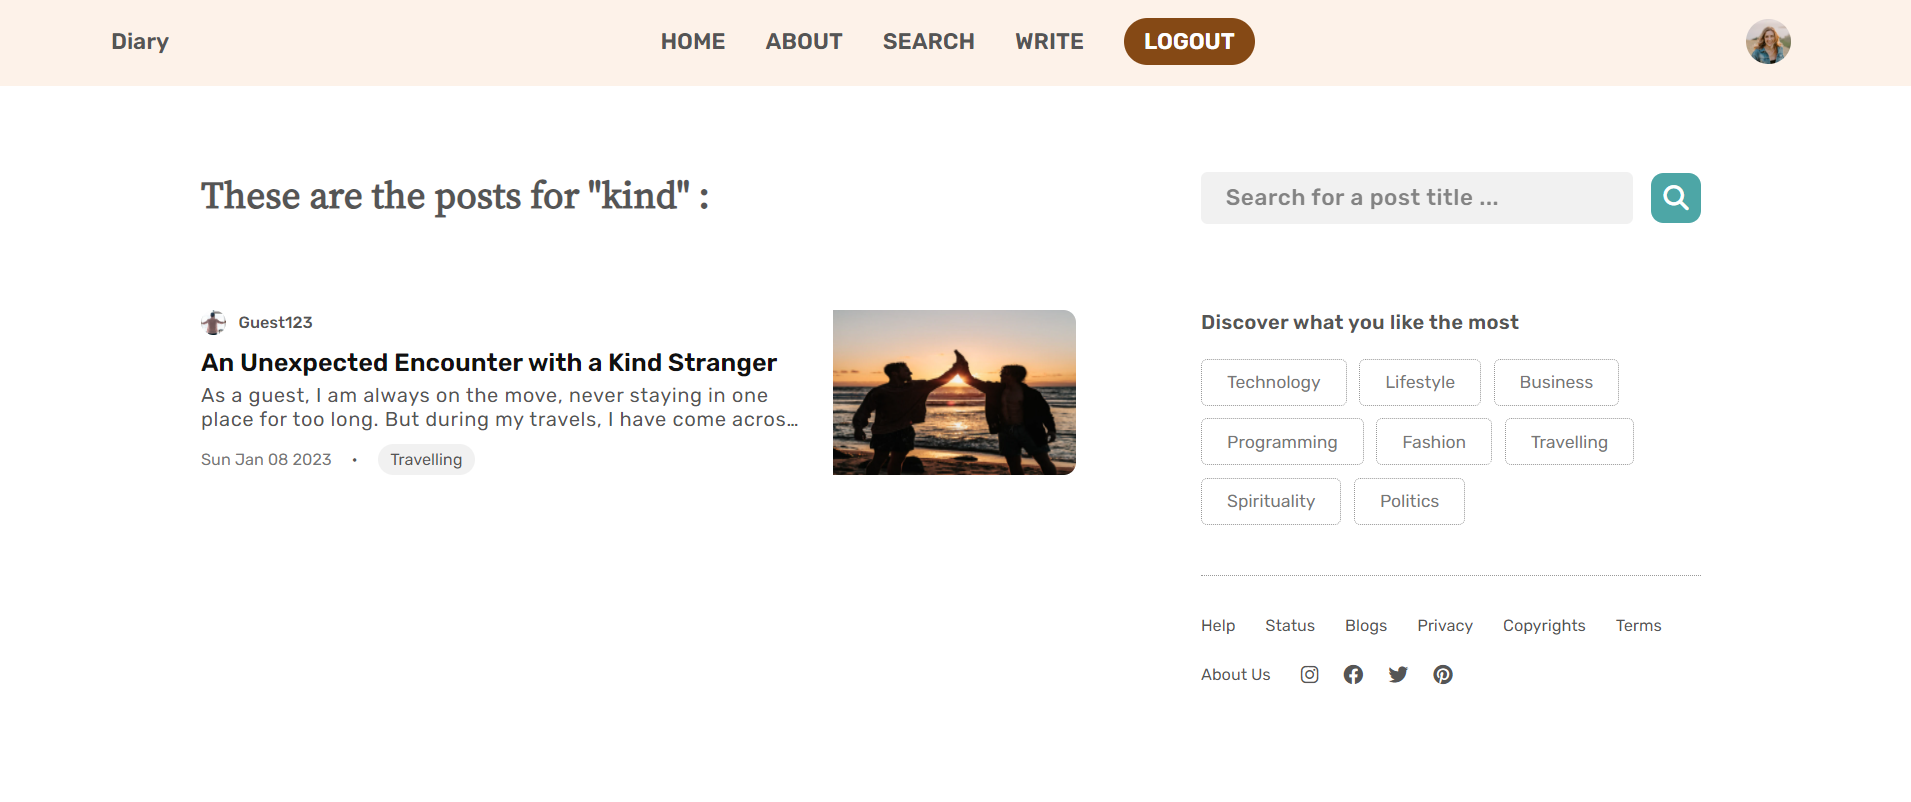 Diary
HOME ABOUT SEARCH WRITE LOGOUT
These are the posts for "kind" :
Search for a post title ...
Guest123
An Unexpected Encounter with a Kind Stranger
As a guest, I am always on the move, never staying in one
place for too long. But during my travels, I have come acros...
Sun Jan 08 2023 • Travelling
Discover what you like the most
Technology Lifestyle Business
Programming Fashion Travelling
Spirituality Politics
Help Status Blogs Privacy Copyrights Terms
About Us